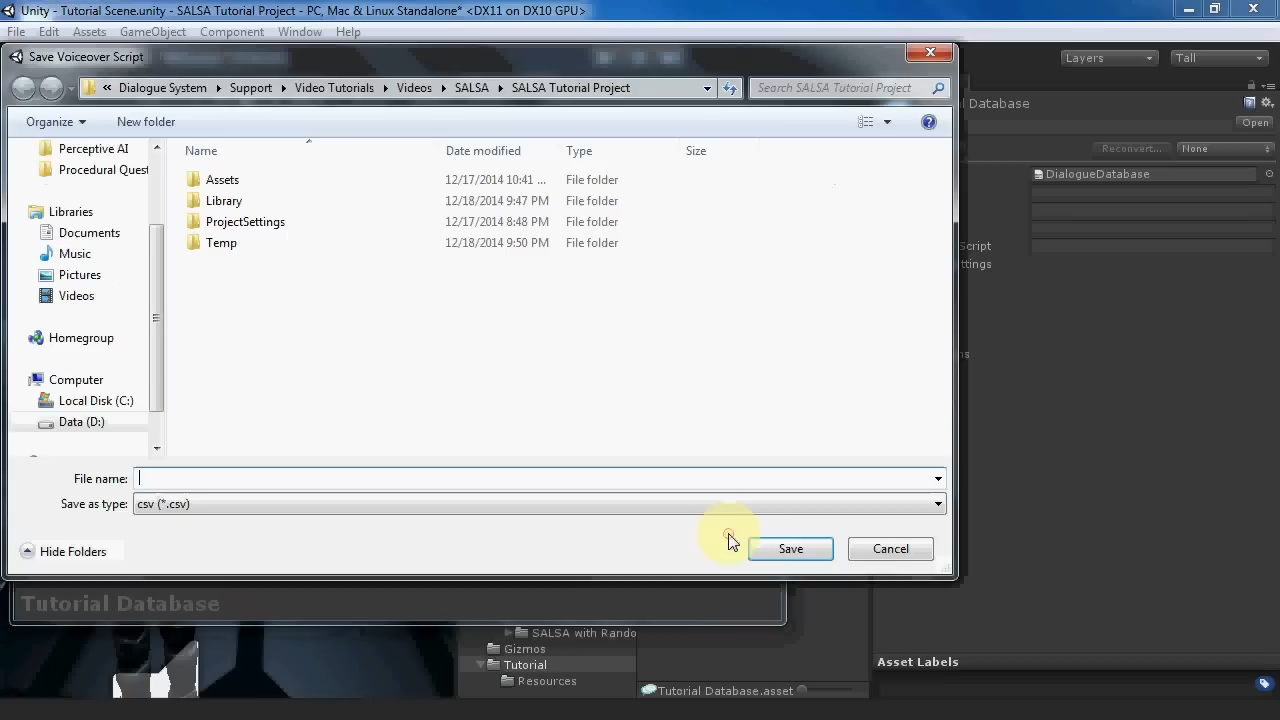 Unity - Tutorial Scene.unity - SALSA Tutorial Project - PC, Mac & Linux Standalone* <DX11 on DX10 GPU>
File Edit Assets GameObject Component Window Help
Save Voiceover Script
Layers Tall
« Dialogue System Support Video Tutorials Videos SALSA SALSA Tutorial Project Search SALSA Tutorial Project
l Database
Organize New folder
Open
Perceptive AI
Name Date modified Type Size
Reconvert... None
Procedural Quest
Assets 12/17/2014 10:41 ... File folder
DialogueDatabase
Library 12/18/2014 9:47 PM File folder
Libraries
ProjectSettings 12/17/2014 8:48 PM File folder
Documents
Temp 12/18/2014 9:50 PM File folder
Script
Music
ttings
Pictures
Videos
Homegroup
ns
Computer
Local Disk (C:)
Data (D:)
File name:
Save as type: csv (*.csv)
Hide Folders Save Cancel
Tutorial Database
SALSA with Rando
Gizmos
Tutorial
Asset Labels
Resources
Tutorial Database.asset